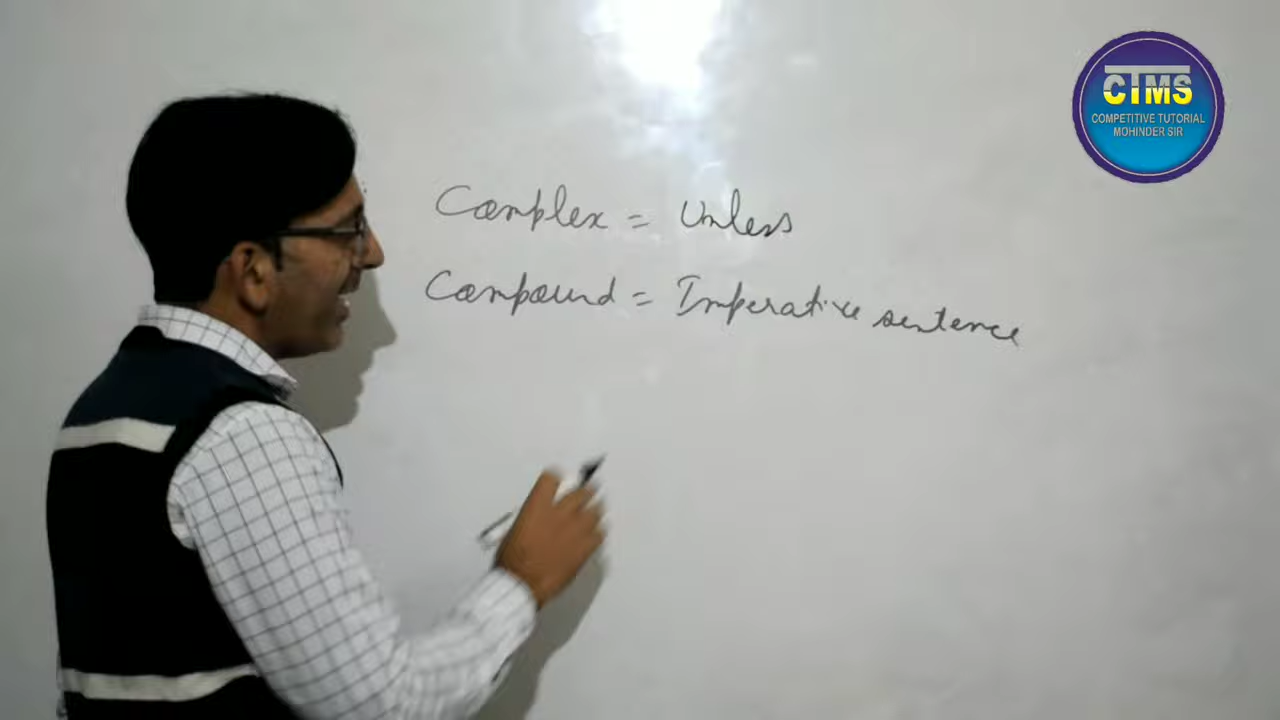 CTMS
COMPETITIVE TUTORIAL
MOHINDER SIR
Complex = Unless
Compound = Imperative sentence